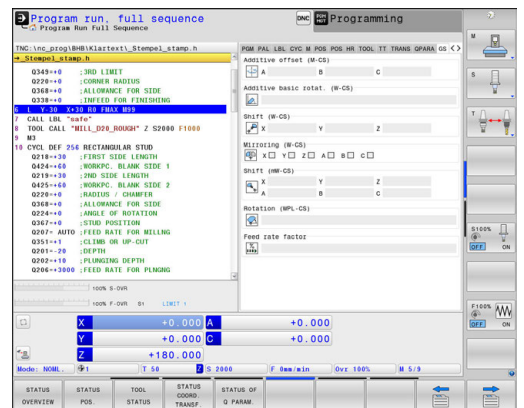 Program run, full sequence
Program Run Full Sequence
DNC
Programming
TNC:\nc_prog\BHB\Klartext\_Stempel_stamp.h
→_Stempel_stamp.h
Q349=+0 ;3RD LIMIT
Q220=+0 ;CORNER RADIUS
Q368=+0 ;ALLOWANCE FOR SIDE
Q338=+0 ;INFEED FOR FINISHING
6 L Y-30 X+30 R0 FMAX M99
7 CALL LBL "safe"
8 TOOL CALL "MILL_D20_ROUGH" Z S2000 F1000
9 M3
10 CYCL DEF 256 RECTANGULAR STUD
Q218=+30 ;FIRST SIDE LENGTH
Q424=+60 ;WORKPC. BLANK SIDE 1
Q219=+30 ;2ND SIDE LENGTH
Q425=+60 ;WORKPC. BLANK SIDE 2
Q220=+0 ;RADIUS / CHAMFER
Q368=+0 ;ALLOWANCE FOR SIDE
Q224=+0 ;ANGLE OF ROTATION
Q367=+0 ;STUD POSITION
Q207= AUTO ;FEED RATE FOR MILLNG
Q351=+1 ;CLIMB OR UP-CUT
Q201=-20 ;DEPTH
Q202=+10 ;PLUNGING DEPTH
Q206=+3000 ;FEED RATE FOR PLNGNG
100% S-OVR
100% F-OVR S1 LIMIT 1
PGM PAL LBL CYC M POS POS HR TOOL TT TRANS QPARA GS
Additive offset (M-CS)
A B C
Additive basic rotat. (W-CS)
Shift (W-CS)
X Y Z
Mirroring (W-CS)
X Y Z A B C
Shift (mW-CS)
X Y Z
A B C
Rotation (WPL-CS)
Feed rate factor
X +0.000 A +0.000
Y +0.000 C +0.000
Z +180.000
Mode: NOML. 1 T 50 Z S 2000 F 0mm/min Ovr 100% M 5/9
M
S
T
S100%
OFF ON
F100%
OFF ON
STATUS OVERVIEW
STATUS POS.
TOOL STATUS
STATUS COORD. TRANSF.
STATUS OF Q PARAM.